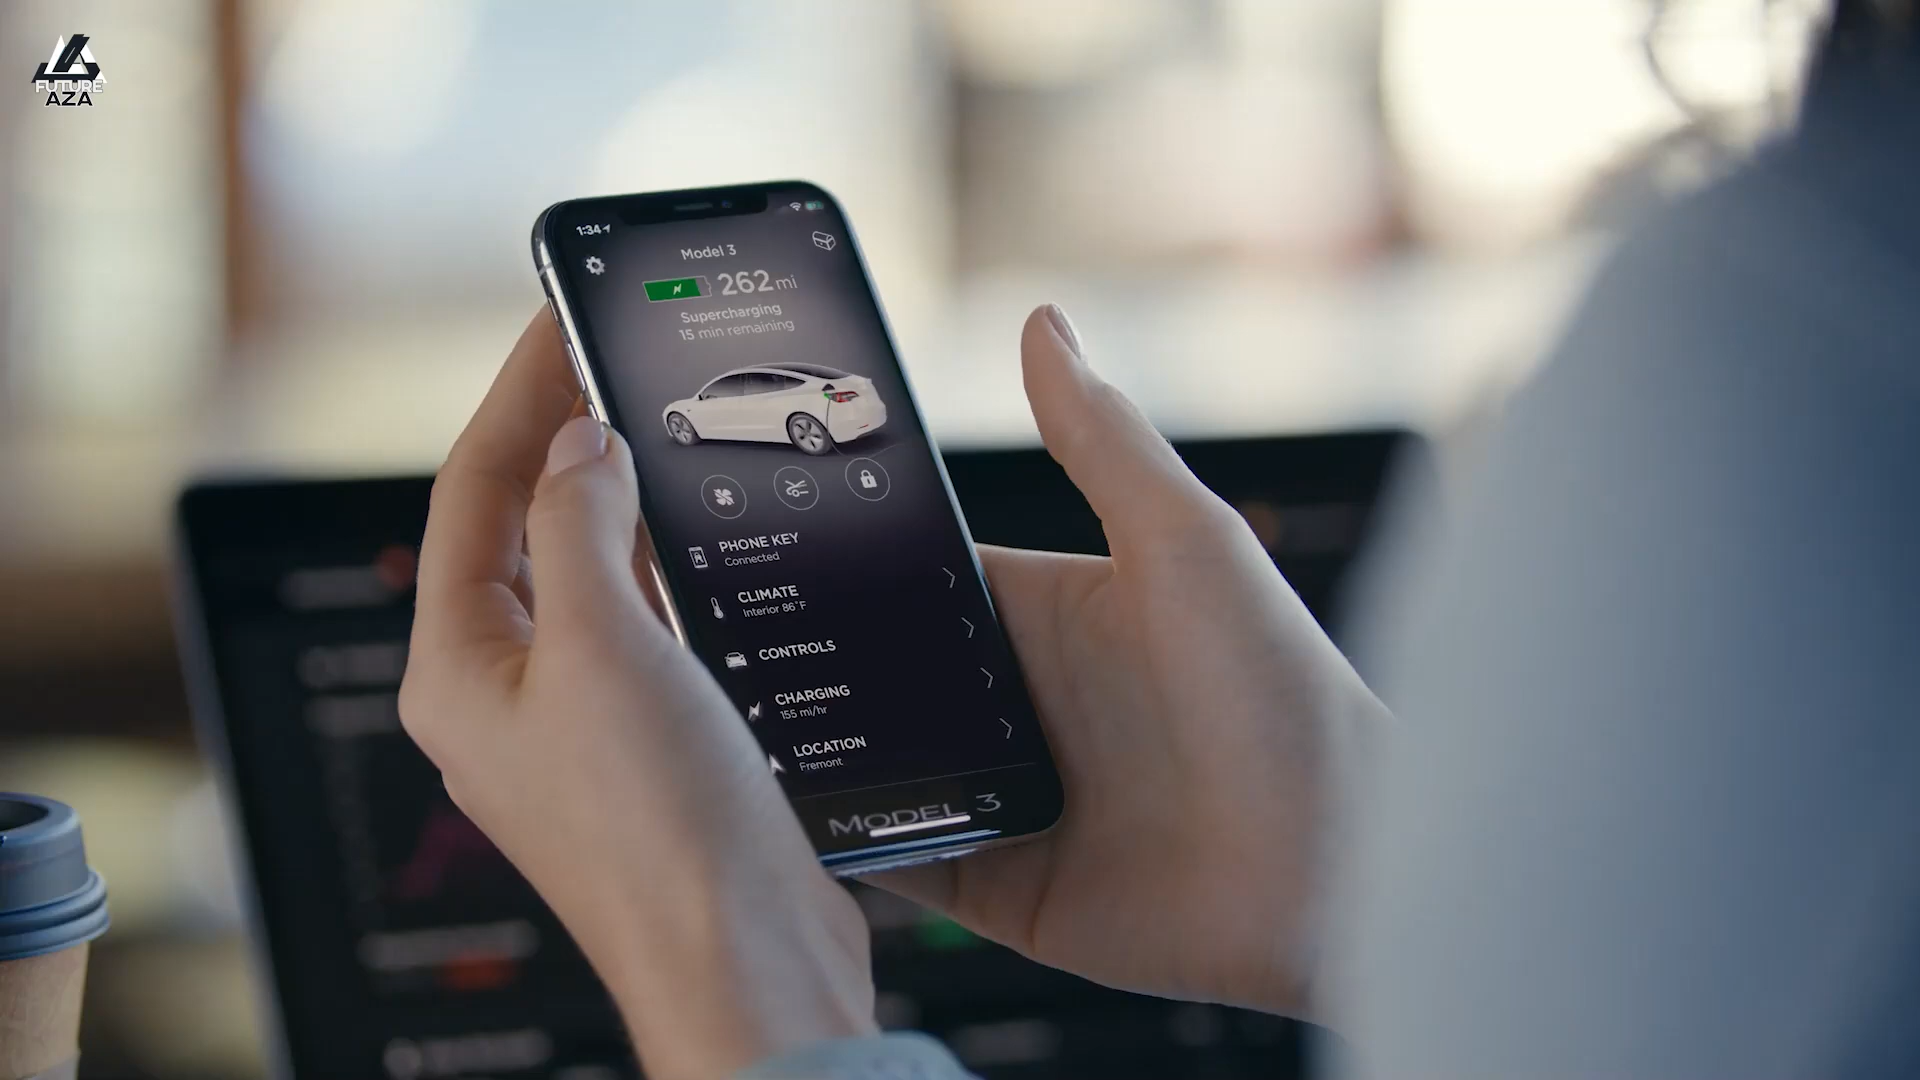 FUTURE
AZA
1:34
Model 3
262 mi
Supercharging
15 min remaining
PHONE KEY
Connected
CLIMATE
Interior 86°F
CONTROLS
CHARGING
155 mi/hr
LOCATION
Fremont
MODEL 3